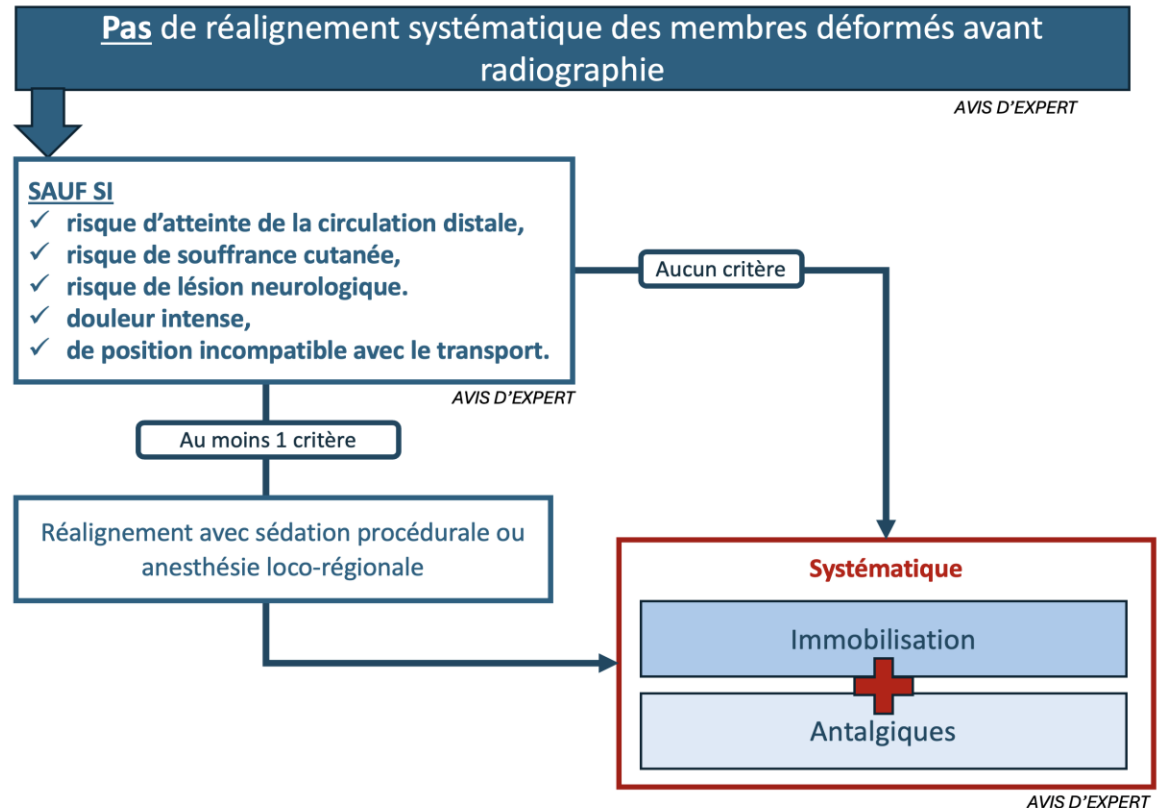 Pas de réalignement systématique des membres déformés avant
radiographie
AVIS D'EXPERT
SAUF SI
✓ risque d'atteinte de la circulation distale,
✓ risque de souffrance cutanée,
✓ risque de lésion neurologique.
✓ douleur intense,
✓ de position incompatible avec le transport.
AVIS D'EXPERT
Aucun critère
Au moins 1 critère
Réalignement avec sédation procédurale ou
anesthésie loco-régionale
Systématique
Immobilisation
Antalgiques
AVIS D'EXPERT